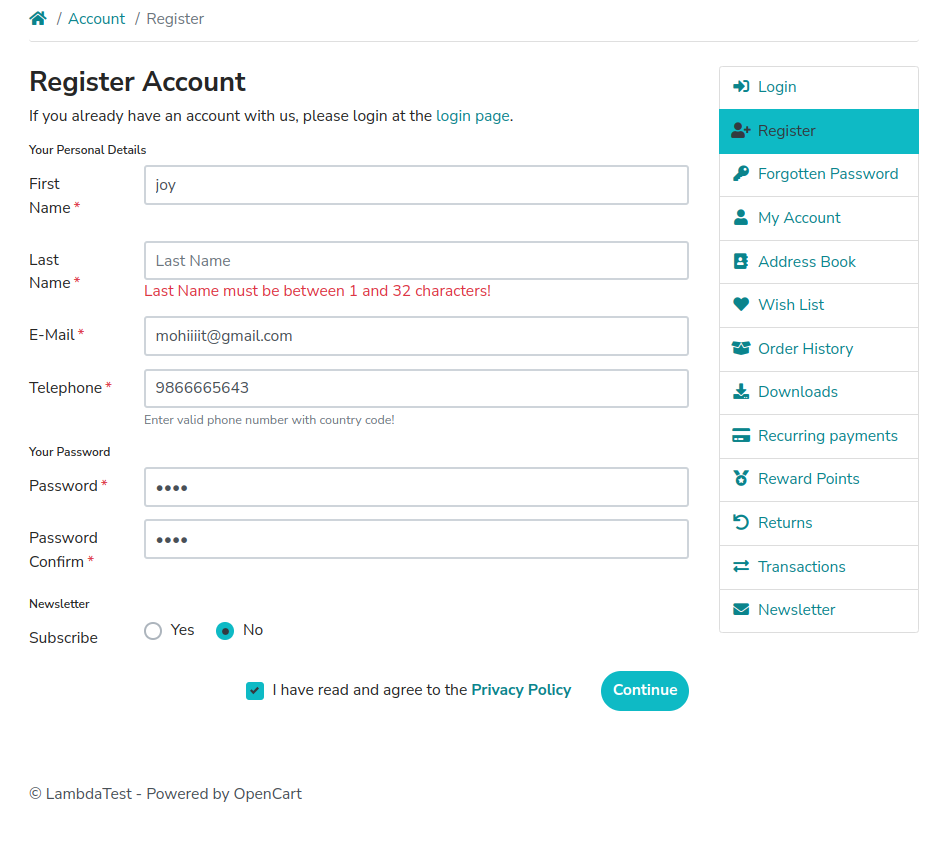 / Account / Register
Register Account
If you already have an account with us, please login at the login page.
Your Personal Details
First
Name *
joy
Last
Name *
Last Name
Last Name must be between 1 and 32 characters!
E-Mail *
mohiiiit@gmail.com
Telephone *
9866665643
Enter valid phone number with country code!
Your Password
Password *
••••
Password
Confirm *
••••
Newsletter
Subscribe
Yes No
I have read and agree to the Privacy Policy
Continue
Login
Register
Forgotten Password
My Account
Address Book
Wish List
Order History
Downloads
Recurring payments
Reward Points
Returns
Transactions
Newsletter
© LambdaTest - Powered by OpenCart